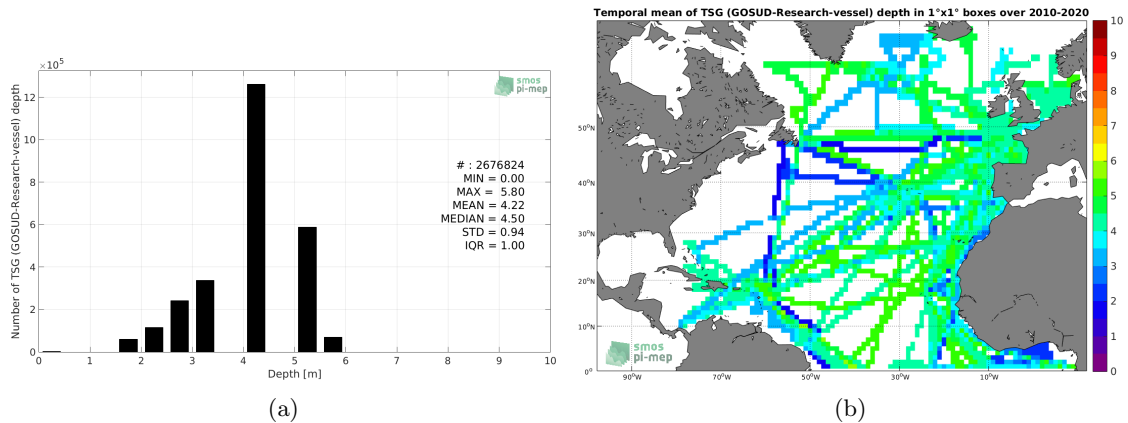 ×10⁵
12
10
8
6
4
2
0
Number of TSG (GOSUD-Research-vessel) depth
smos
pi-mep
# : 2676824
MIN = 0.00
MAX = 5.80
MEAN = 4.22
MEDIAN = 4.50
STD = 0.94
IQR = 1.00
0 1 2 3 4 5 6 7 8 9 10
Depth [m]
(a)
Temporal mean of TSG (GOSUD-Research-vessel) depth in 1°x1° boxes over 2010-2020
50°N
40°N
30°N
20°N
10°N
0°
90°W 70°W 50°W 30°W 10°W
smos
pi-mep
10
9
8
7
6
5
4
3
2
1
0
(b)